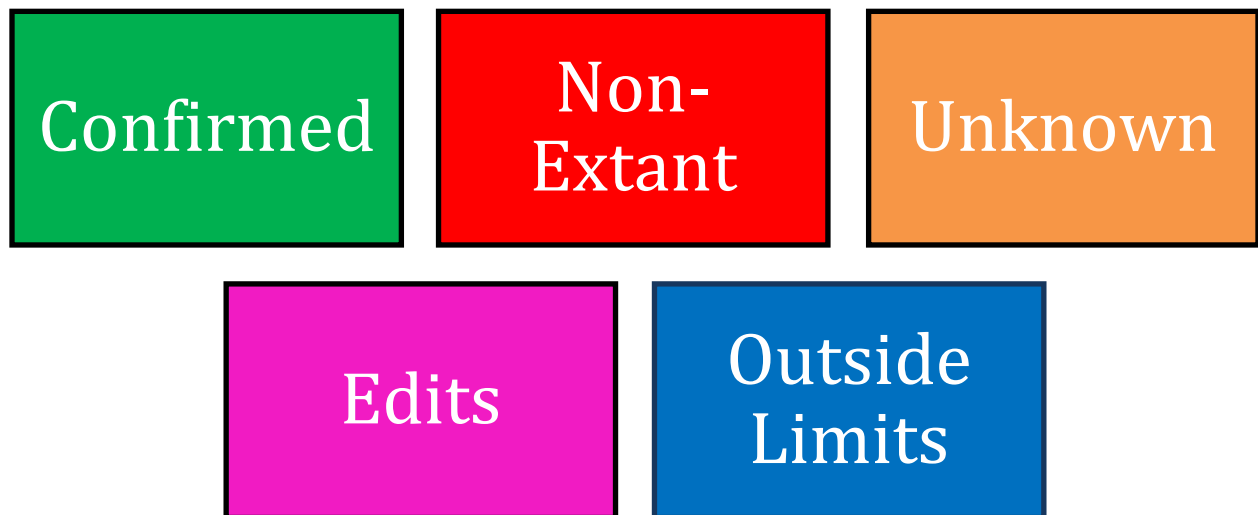 Confirmed
Non-
Extant
Unknown
Edits
Outside
Limits